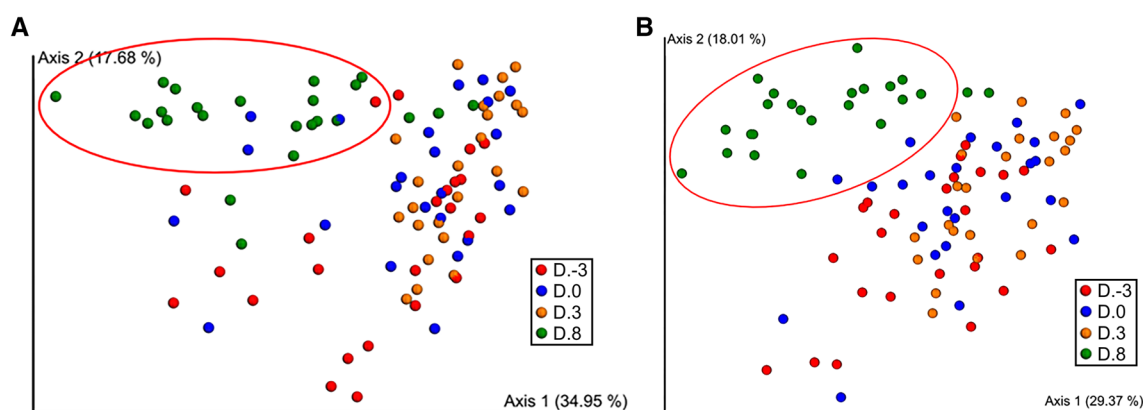 A
Axis 2 (17.68 %)
D.-3
D.0
D.3
D.8
Axis 1 (34.95 %)
B
Axis 2 (18.01 %)
D.-3
D.0
D.3
D.8
Axis 1 (29.37 %)